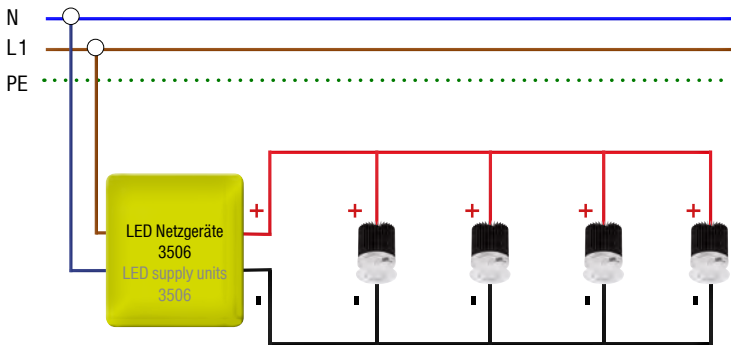 N
L1
PE
+ + + + +
LED Netzgeräte
3506
LED supply units
3506
- - - - -